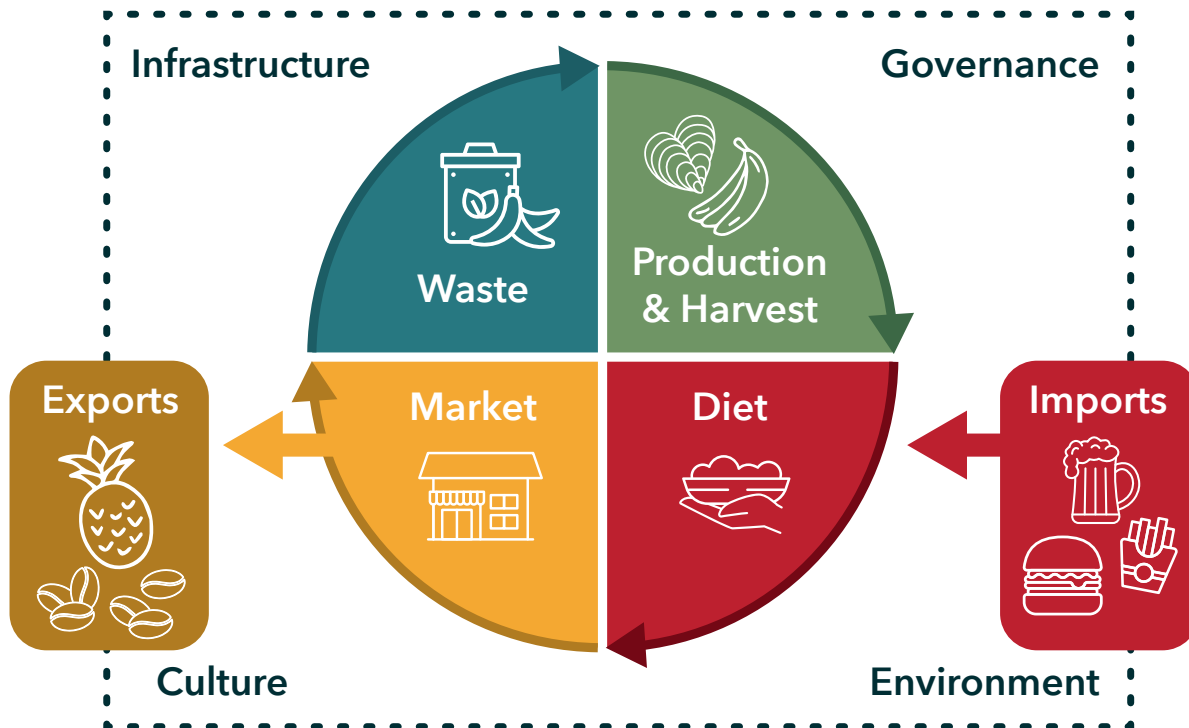 Infrastructure
Governance
Waste
Production
& Harvest
Exports
Market
Diet
Imports
Culture
Environment